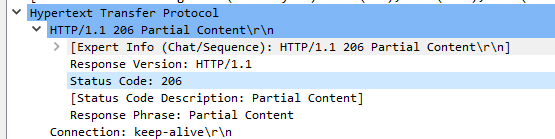 Hypertext Transfer Protocol
HTTP/1.1 206 Partial Content\r\n
[Expert Info (Chat/Sequence): HTTP/1.1 206 Partial Content\r\n]
Response Version: HTTP/1.1
Status Code: 206
[Status Code Description: Partial Content]
Response Phrase: Partial Content
Connection: keep-alive\r\n